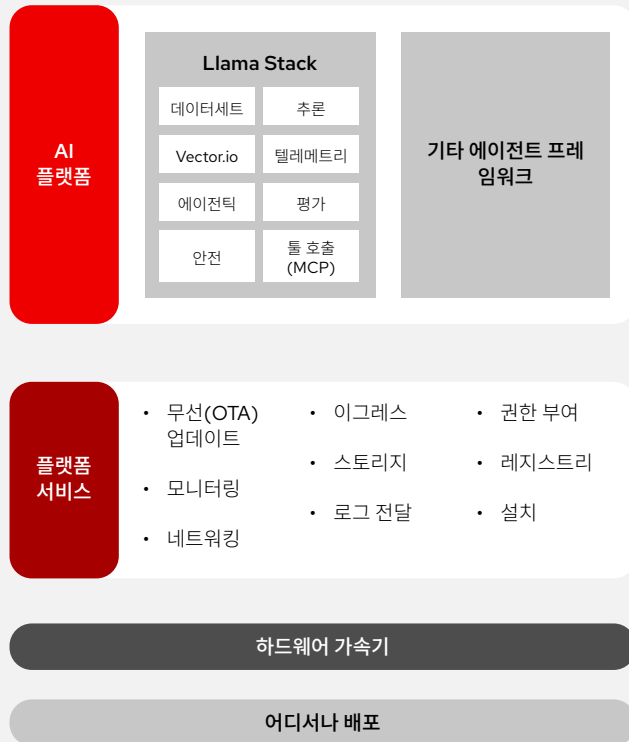 AI
플랫폼
Llama Stack
데이터세트
추론
Vector.io
텔레메트리
에이전틱
평가
안전
툴 호출
(MCP)
기타 에이전트 프레
임워크
플랫폼
서비스
• 무선(OTA)
업데이트
• 모니터링
• 네트워킹
• 이그레스
• 스토리지
• 로그 전달
• 권한 부여
• 레지스트리
• 설치
하드웨어 가속기
어디서나 배포